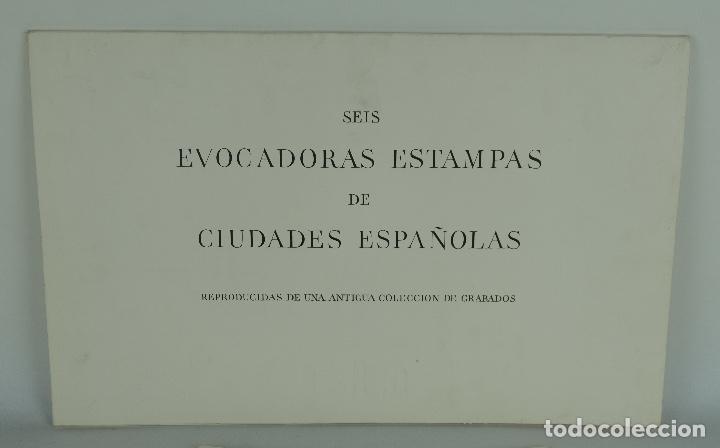 SEIS
EVOCADORAS ESTAMPAS
DE
CIUDADES ESPAÑOLAS
REPRODUCIDAS DE UNA ANTIGUA COLECCION DE GRABADOS
todocoleccion